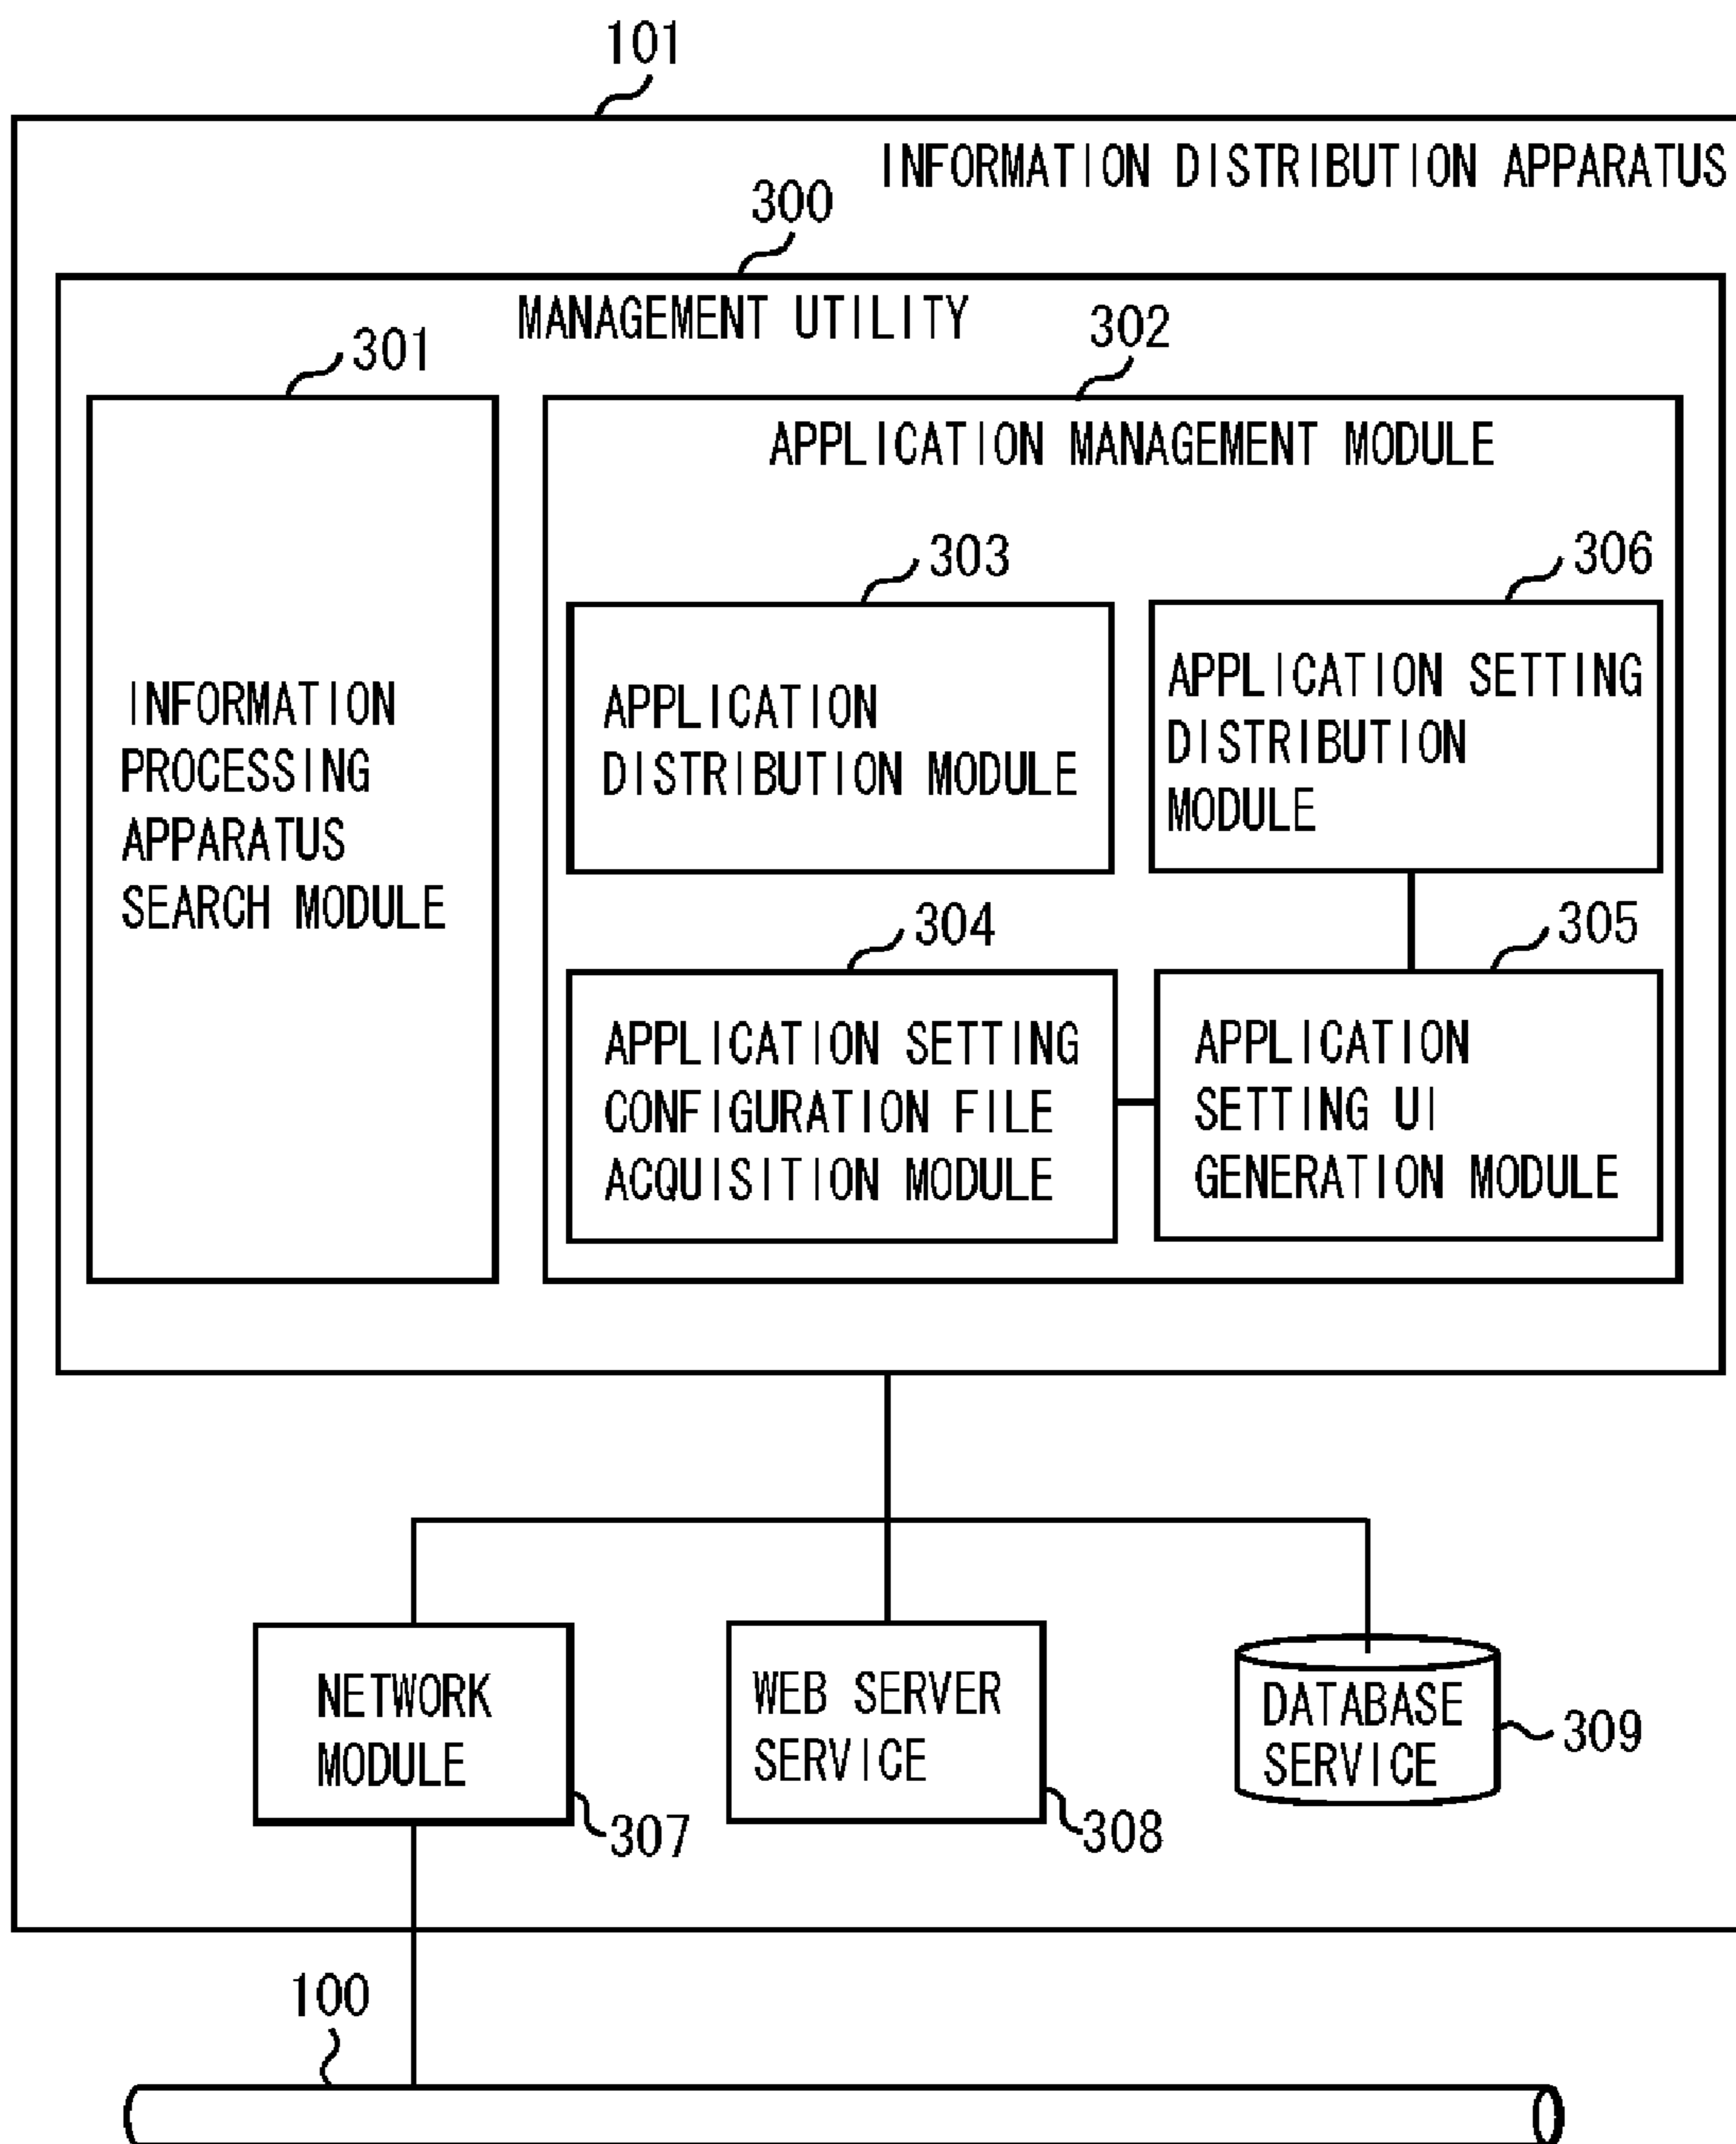 101
INFORMATION DISTRIBUTION APPARATUS
300
MANAGEMENT UTILITY
301
302
INFORMATION
PROCESSING
APPARATUS
SEARCH MODULE
APPLICATION MANAGEMENT MODULE
303
APPLICATION
DISTRIBUTION MODULE
306
APPLICATION SETTING
DISTRIBUTION
MODULE
304
APPLICATION SETTING
CONFIGURATION FILE
ACQUISITION MODULE
305
APPLICATION
SETTING UI
GENERATION MODULE
NETWORK
MODULE
307
WEB SERVER
SERVICE
308
DATABASE
SERVICE
309
100